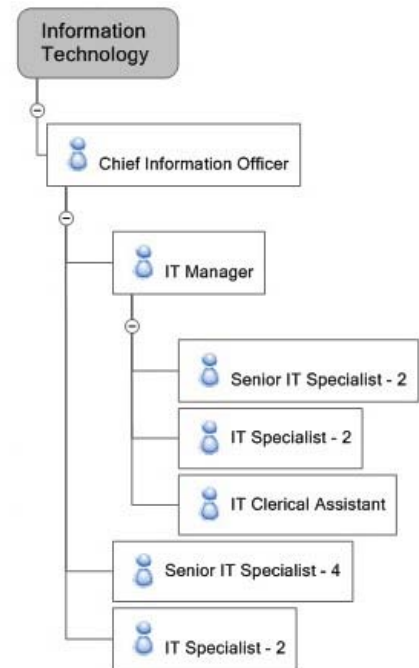 Information
Technology
Chief Information Officer
IT Manager
Senior IT Specialist - 2
IT Specialist - 2
IT Clerical Assistant
Senior IT Specialist - 4
IT Specialist - 2